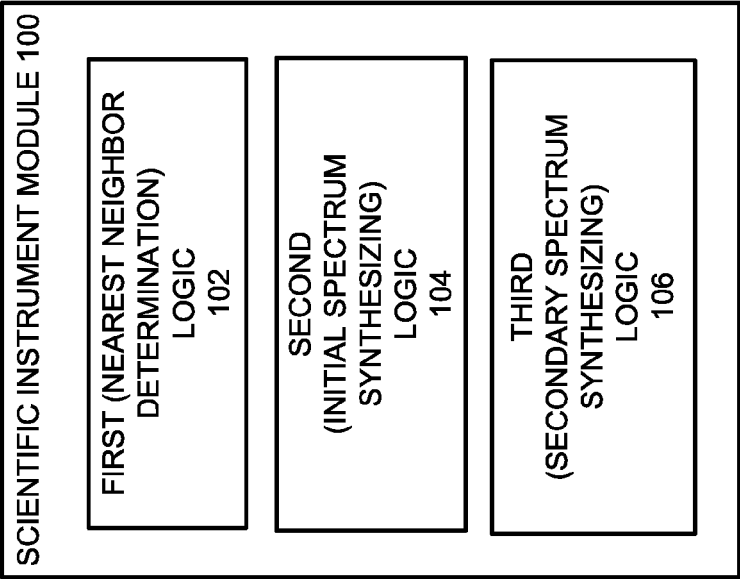 SCIENTIFIC INSTRUMENT MODULE 100
FIRST (NEAREST NEIGHBOR
DETERMINATION)
LOGIC
102
SECOND
(INITIAL SPECTRUM
SYNTHESIZING)
LOGIC
104
THIRD
(SECONDARY SPECTRUM
SYNTHESIZING)
LOGIC
106